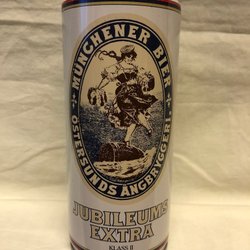 MÜNCHENER BIER
ÖSTERSUNDS ÅNGBRYGGERI.
JUBILEUMS
EXTRA
KLASS II